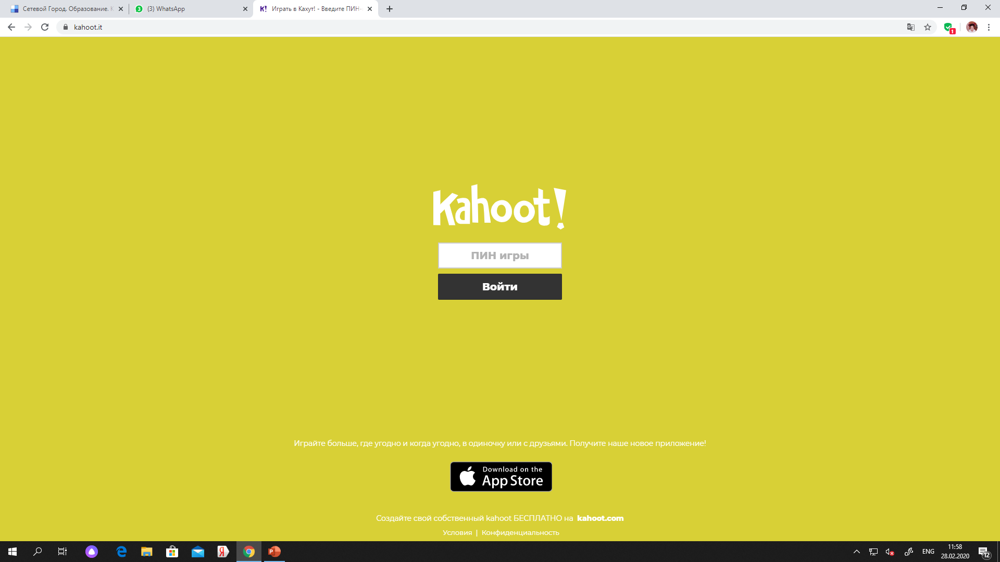 Сетевой Город. Образование. К
3
(3) WhatsApp
K!
Играть в Кахут! - Введите ПИН-
kahoot.it
1
Kahoot!
ПИН игры
Войти
Играйте больше, где угодно и когда угодно, в одиночку или с друзьями. Получите наше новое приложение!
Download on the
App Store
Создайте свой собственный kahoot БЕСПЛАТНО на kahoot.com
Условия | Конфиденциальность
Я
P
ENG
11:58
28.02.2020
12